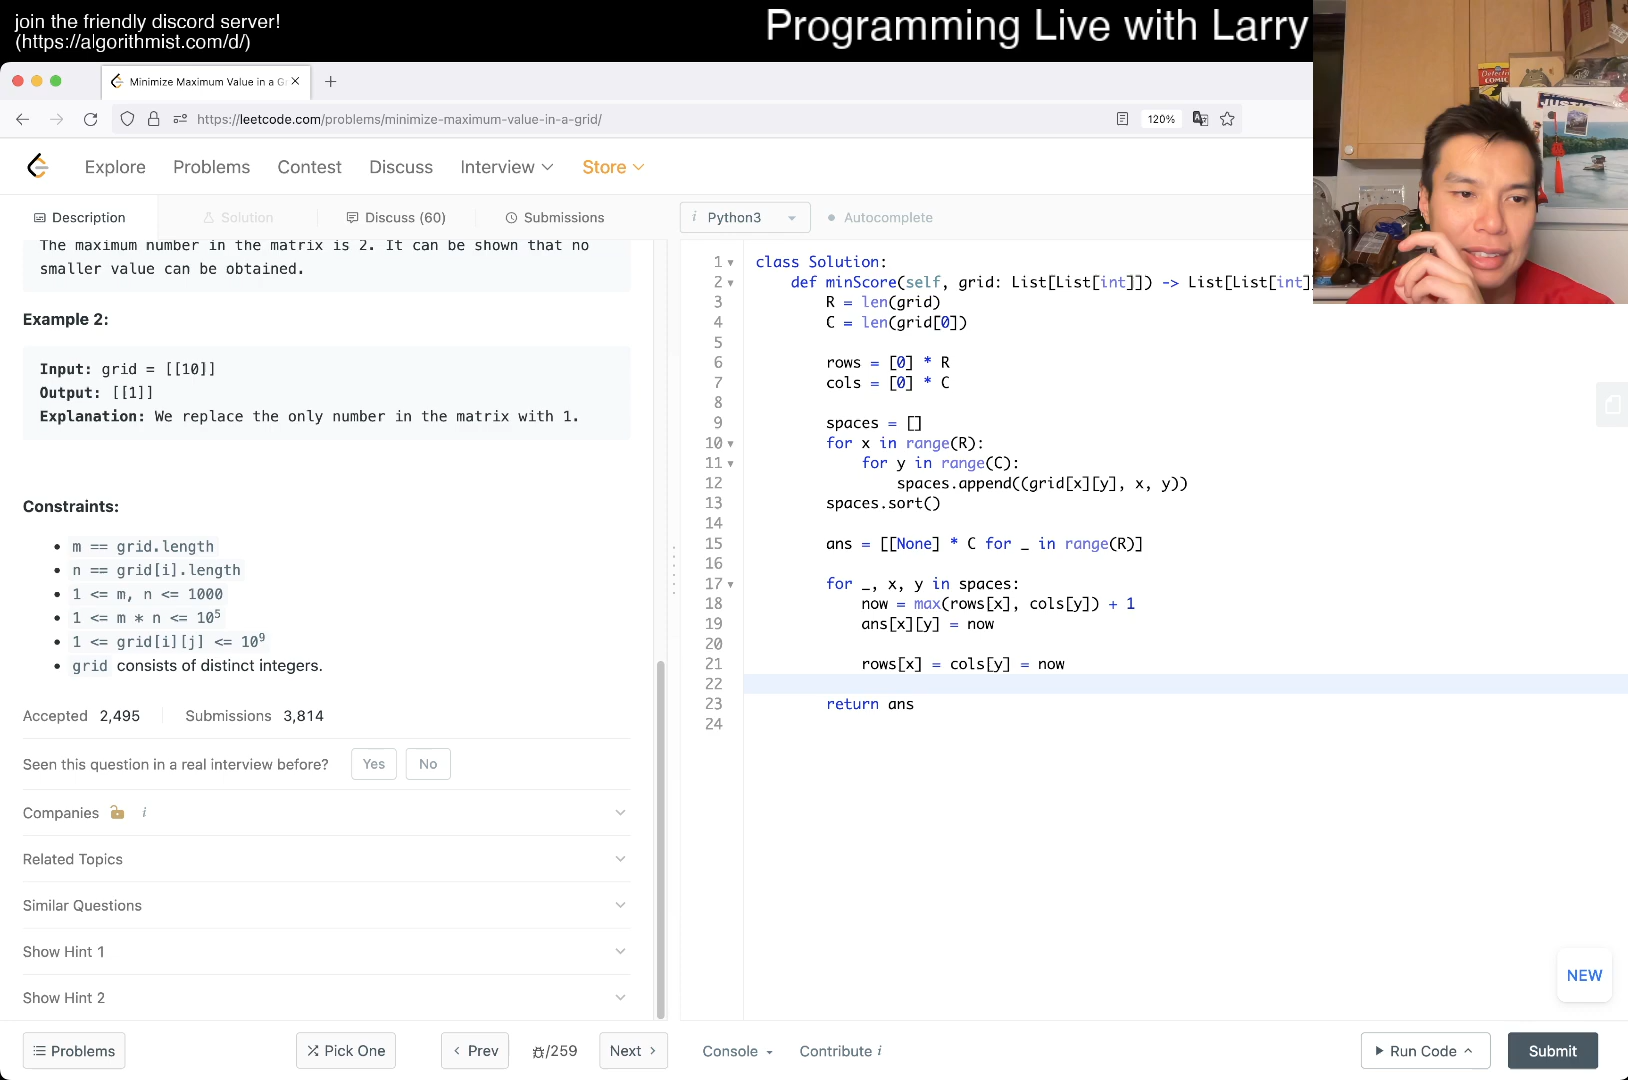 join the friendly discord server!
(https://algorithmist.com/d/)
Programming Live with Larry
Minimize Maximum Value in a G
https://leetcode.com/problems/minimize-maximum-value-in-a-grid/
120%
Explore
Problems
Contest
Discuss
Interview
Store
Description
Solution
Discuss (60)
Submissions
i Python3
Autocomplete
The maximum number in the matrix is 2. It can be shown that no
smaller value can be obtained.
Example 2:
Input: grid = [[10]]
Output: [[1]]
Explanation: We replace the only number in the matrix with 1.
Constraints:
m == grid.length
n == grid[i].length
1 <= m, n <= 1000
1 <= m * n <= 10^5
1 <= grid[i][j] <= 10^9
grid consists of distinct integers.
Accepted 2,495
Submissions 3,814
Seen this question in a real interview before?
Yes
No
Companies
i
Related Topics
Similar Questions
Show Hint 1
Show Hint 2
1 class Solution:
2 def minScore(self, grid: List[List[int]]) -> List[List[int]
3 R = len(grid)
4 C = len(grid[0])
5
6 rows = [0] * R
7 cols = [0] * C
8
9 spaces = []
10 for x in range(R):
11 for y in range(C):
12 spaces.append((grid[x][y], x, y))
13 spaces.sort()
14
15 ans = [[None] * C for _ in range(R)]
16
17 for _, x, y in spaces:
18 now = max(rows[x], cols[y]) + 1
19 ans[x][y] = now
20
21 rows[x] = cols[y] = now
22
23 return ans
24
NEW
Problems
Pick One
Prev
/259
Next
Console
Contribute i
Run Code
Submit